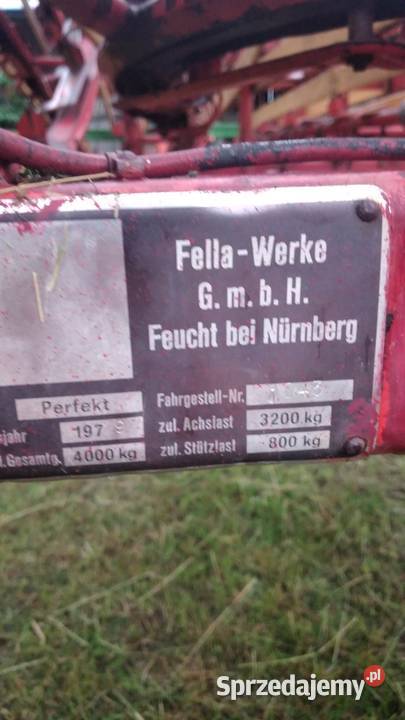 Fella-Werke
G. m. b. H.
Feucht bei Nürnberg
Perfekt
Fahrgestell-Nr.
sjahr 197
zul. Achslast 3200 kg
l.Gesamtg. 4000 kg
zul. Stützlast 800 kg
Sprzedajemy.pl